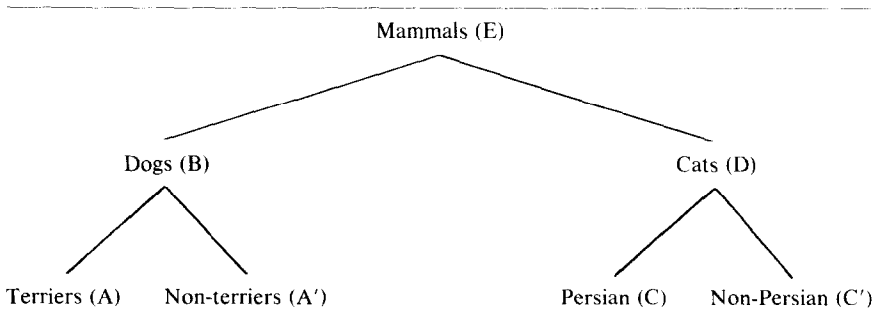 Mammals (E)
Dogs (B) Cats (D)
Terriers (A) Non-terriers (A′) Persian (C) Non-Persian (C′)